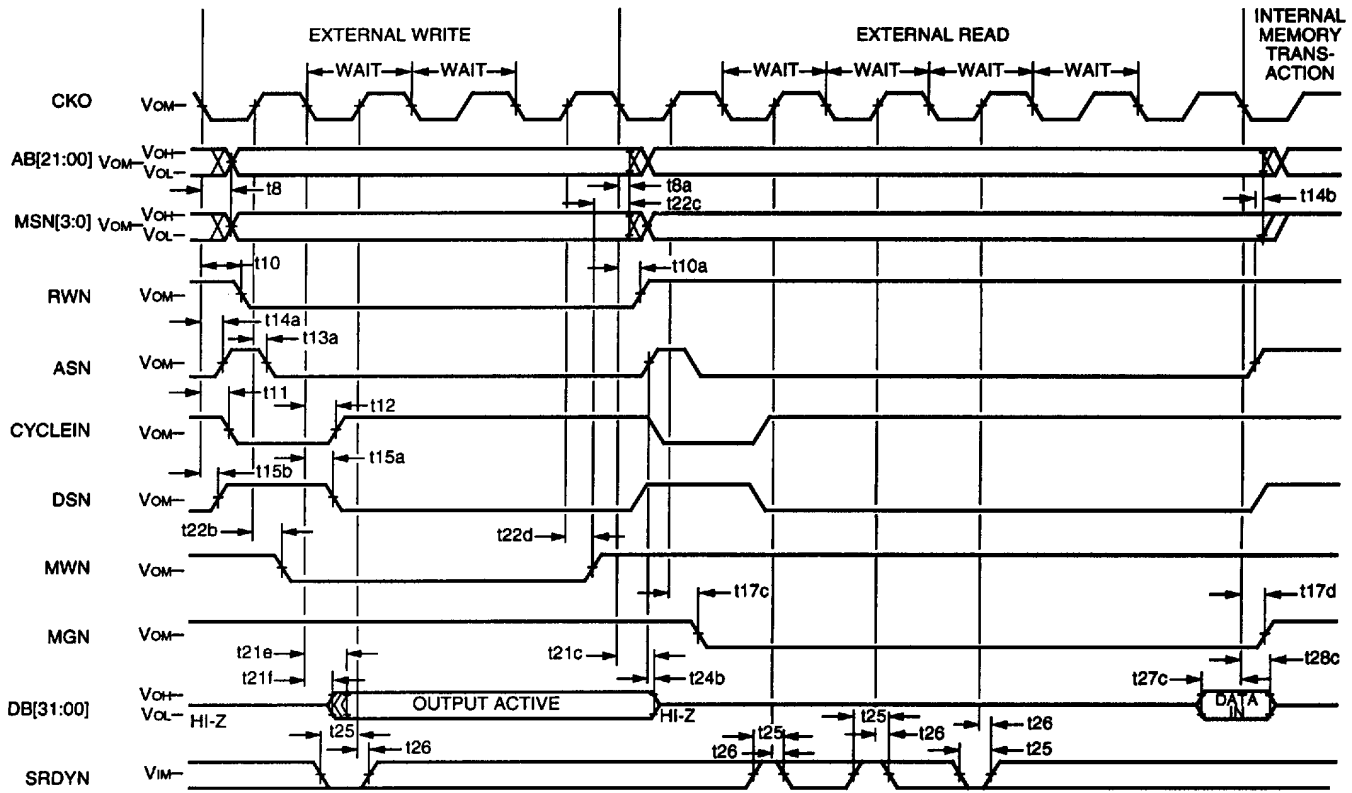 EXTERNAL WRITE
EXTERNAL READ
INTERNAL
MEMORY
TRANS-
ACTION
WAIT WAIT WAIT WAIT WAIT WAIT
CKO VOM
AB[21:00] VOM VOH
VOL
t8 t8a
t22c t14b
MSN[3:0] VOM VOH
VOL
t10 t10a
RWN VOM
t14a
t13a
ASN VOM
t11 t12
CYCLEIN VOM
t15b t15a
DSN VOM
t22b t22d
MWN VOM
t17c t17d
MGN VOM
t21e t21c t28c
t21f t24b t27c
DB[31:00] VOH
VOL
HI-Z OUTPUT ACTIVE HI-Z DATA
IN
t25 t26 t25 t26 t25 t26 t26 t25
SRDYN VIM